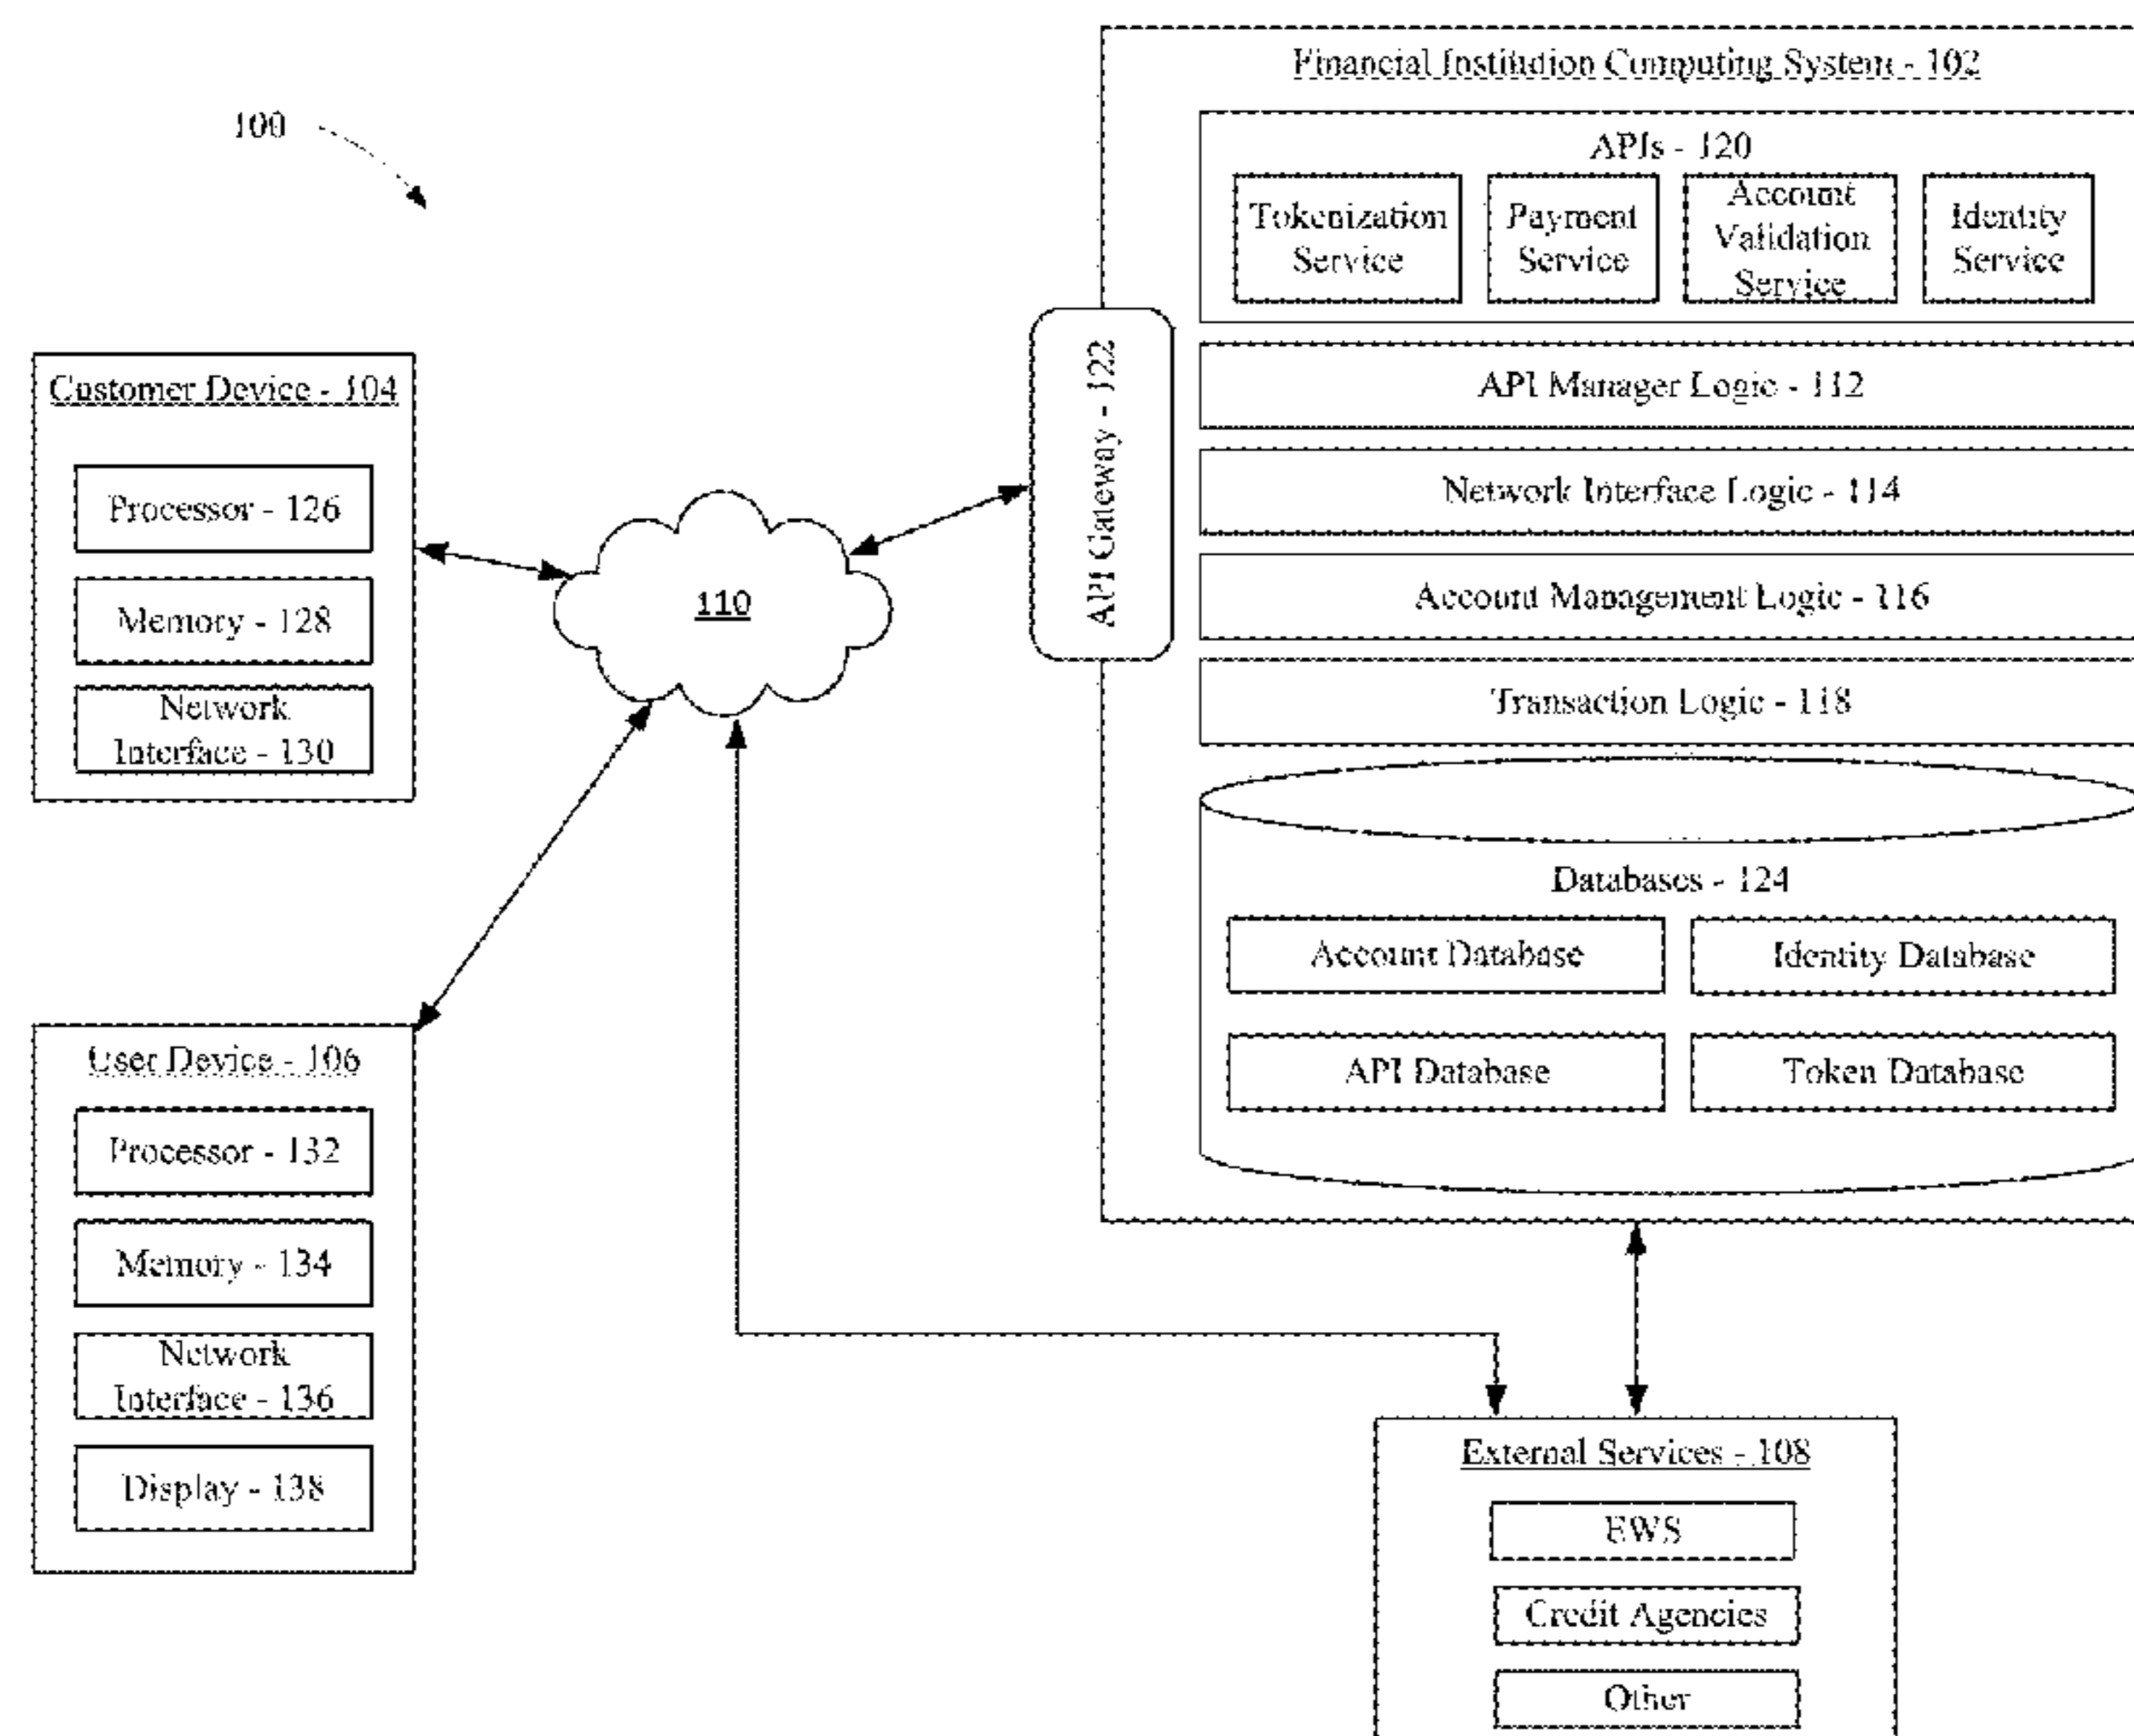 100
Financial Institution Computing System - 102
APIs - 120
Tokenization
Service
Payment
Service
Account
Validation
Service
Identity
Service
API Manager Logic - 112
Network Interface Logic - 114
Account Management Logic - 116
Transaction Logic - 118
Databases - 124
Account Database
Identity Database
API Database
Token Database
API Gateway - 122
Customer Device - 104
Processor - 126
Memory - 128
Network
Interface - 130
110
User Device - 106
Processor - 132
Memory - 134
Network
Interface - 136
Display - 138
External Services - 108
EWS
Credit Agencies
Other